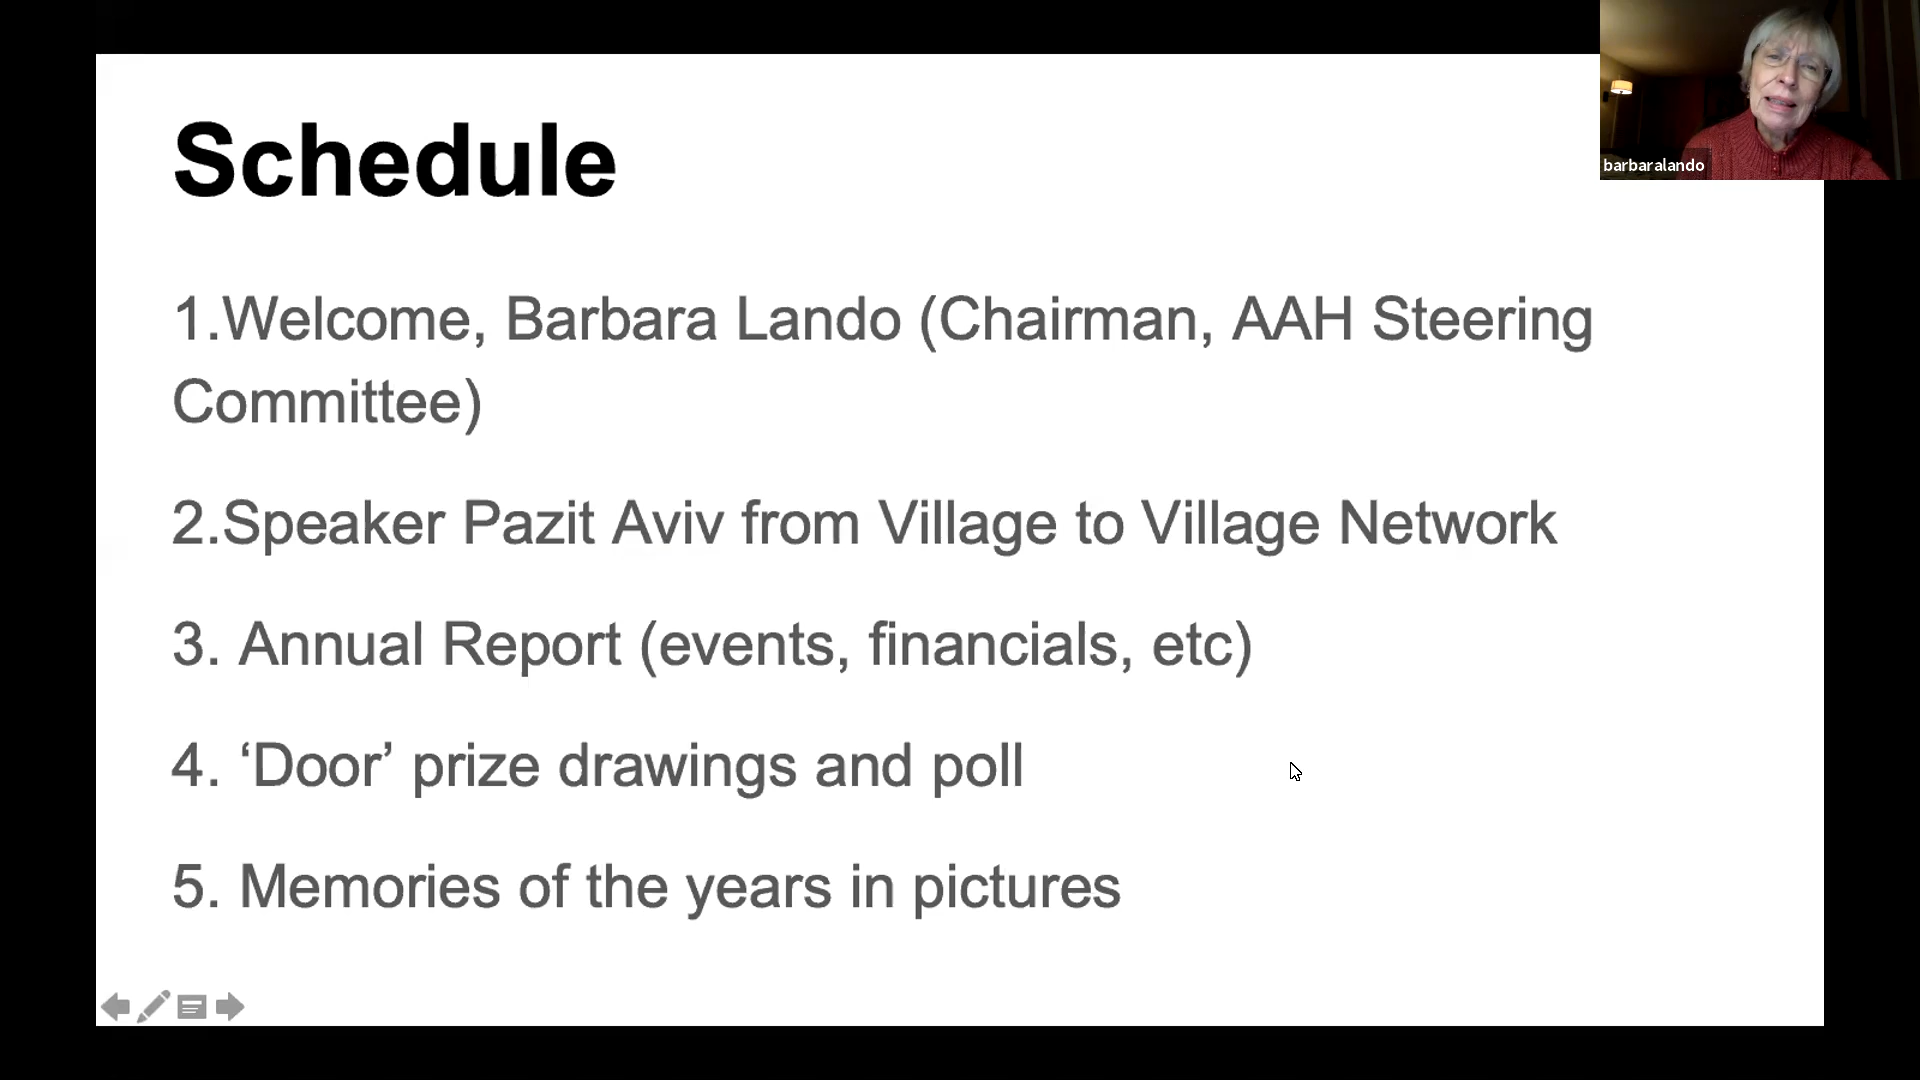 Schedule
barbaralando
1.Welcome, Barbara Lando (Chairman, AAH Steering
Committee)
2.Speaker Pazit Aviv from Village to Village Network
3. Annual Report (events, financials, etc)
4. ‘Door’ prize drawings and poll
5. Memories of the years in pictures